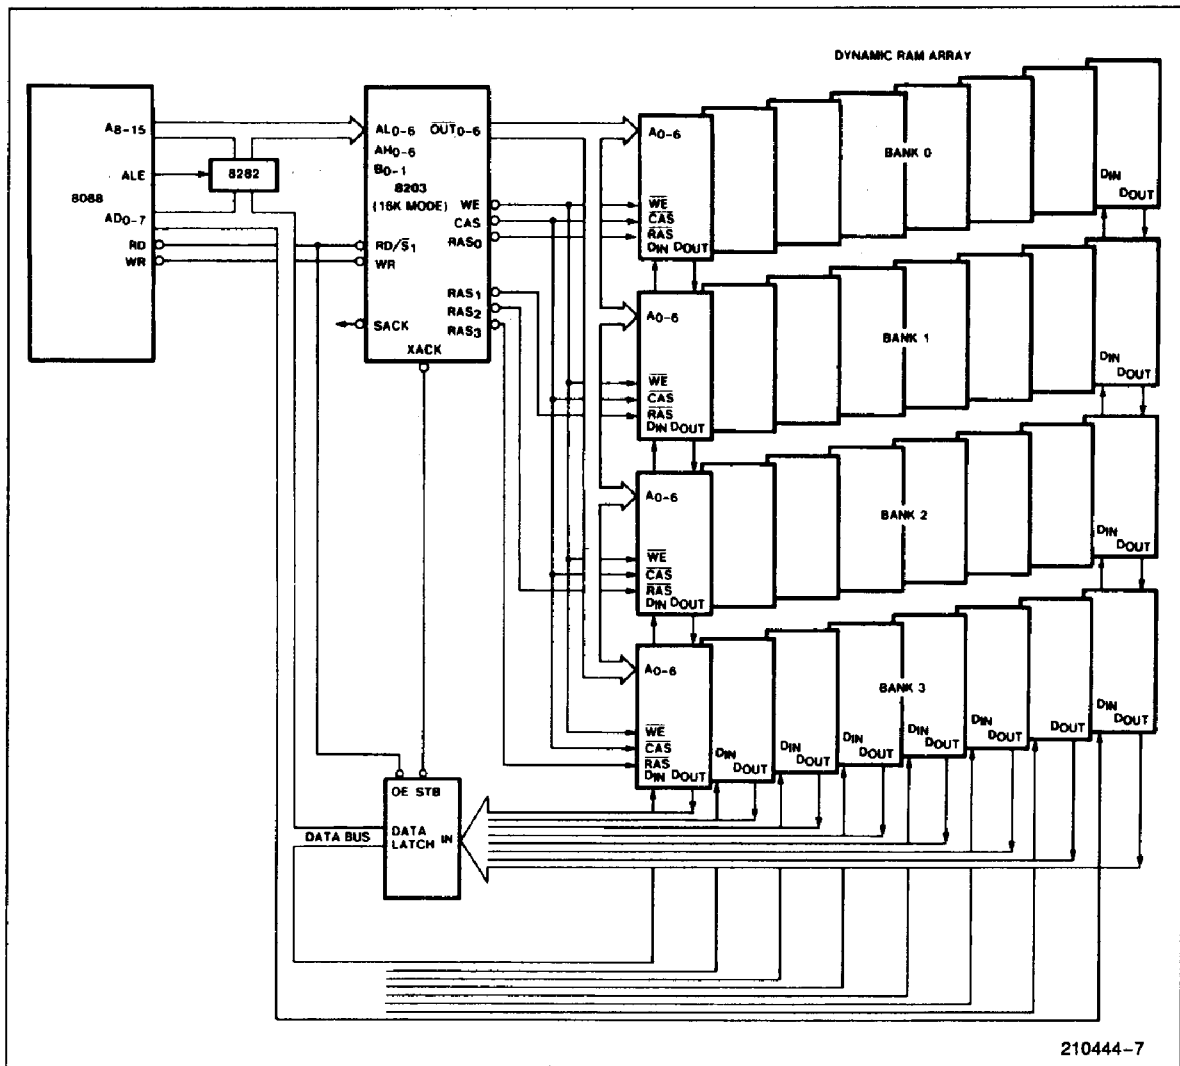 DYNAMIC RAM ARRAY
8088
A8-15
ALE
AD0-7
RD
WR
8282
AL0-6
AH0-6
B0-1
OUT0-6
8203
(16K MODE)
WE
CAS
RAS0
RD/S1
WR
RAS1
RAS2
RAS3
SACK
XACK
A0-6
WE
CAS
RAS
DIN DOUT
BANK 0
DIN
DOUT
A0-6
WE
CAS
RAS
DIN DOUT
BANK 1
DIN
DOUT
A0-6
WE
CAS
RAS
DIN DOUT
BANK 2
DIN
DOUT
A0-6
WE
CAS
RAS
DIN DOUT
BANK 3
DIN
DOUT
DIN
DOUT
DIN
DOUT
DIN
DOUT
DIN
DOUT
DOUT
DIN
DOUT
OE STB
DATA
LATCH
IN
DATA BUS
210444-7